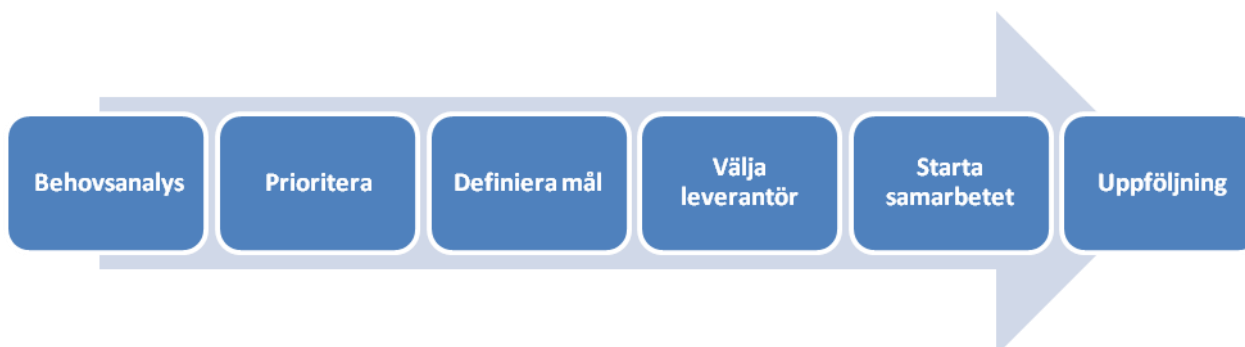 Behovsanalys
Prioritera
Definiera mål
Välja
leverantör
Starta
samarbetet
Uppföljning